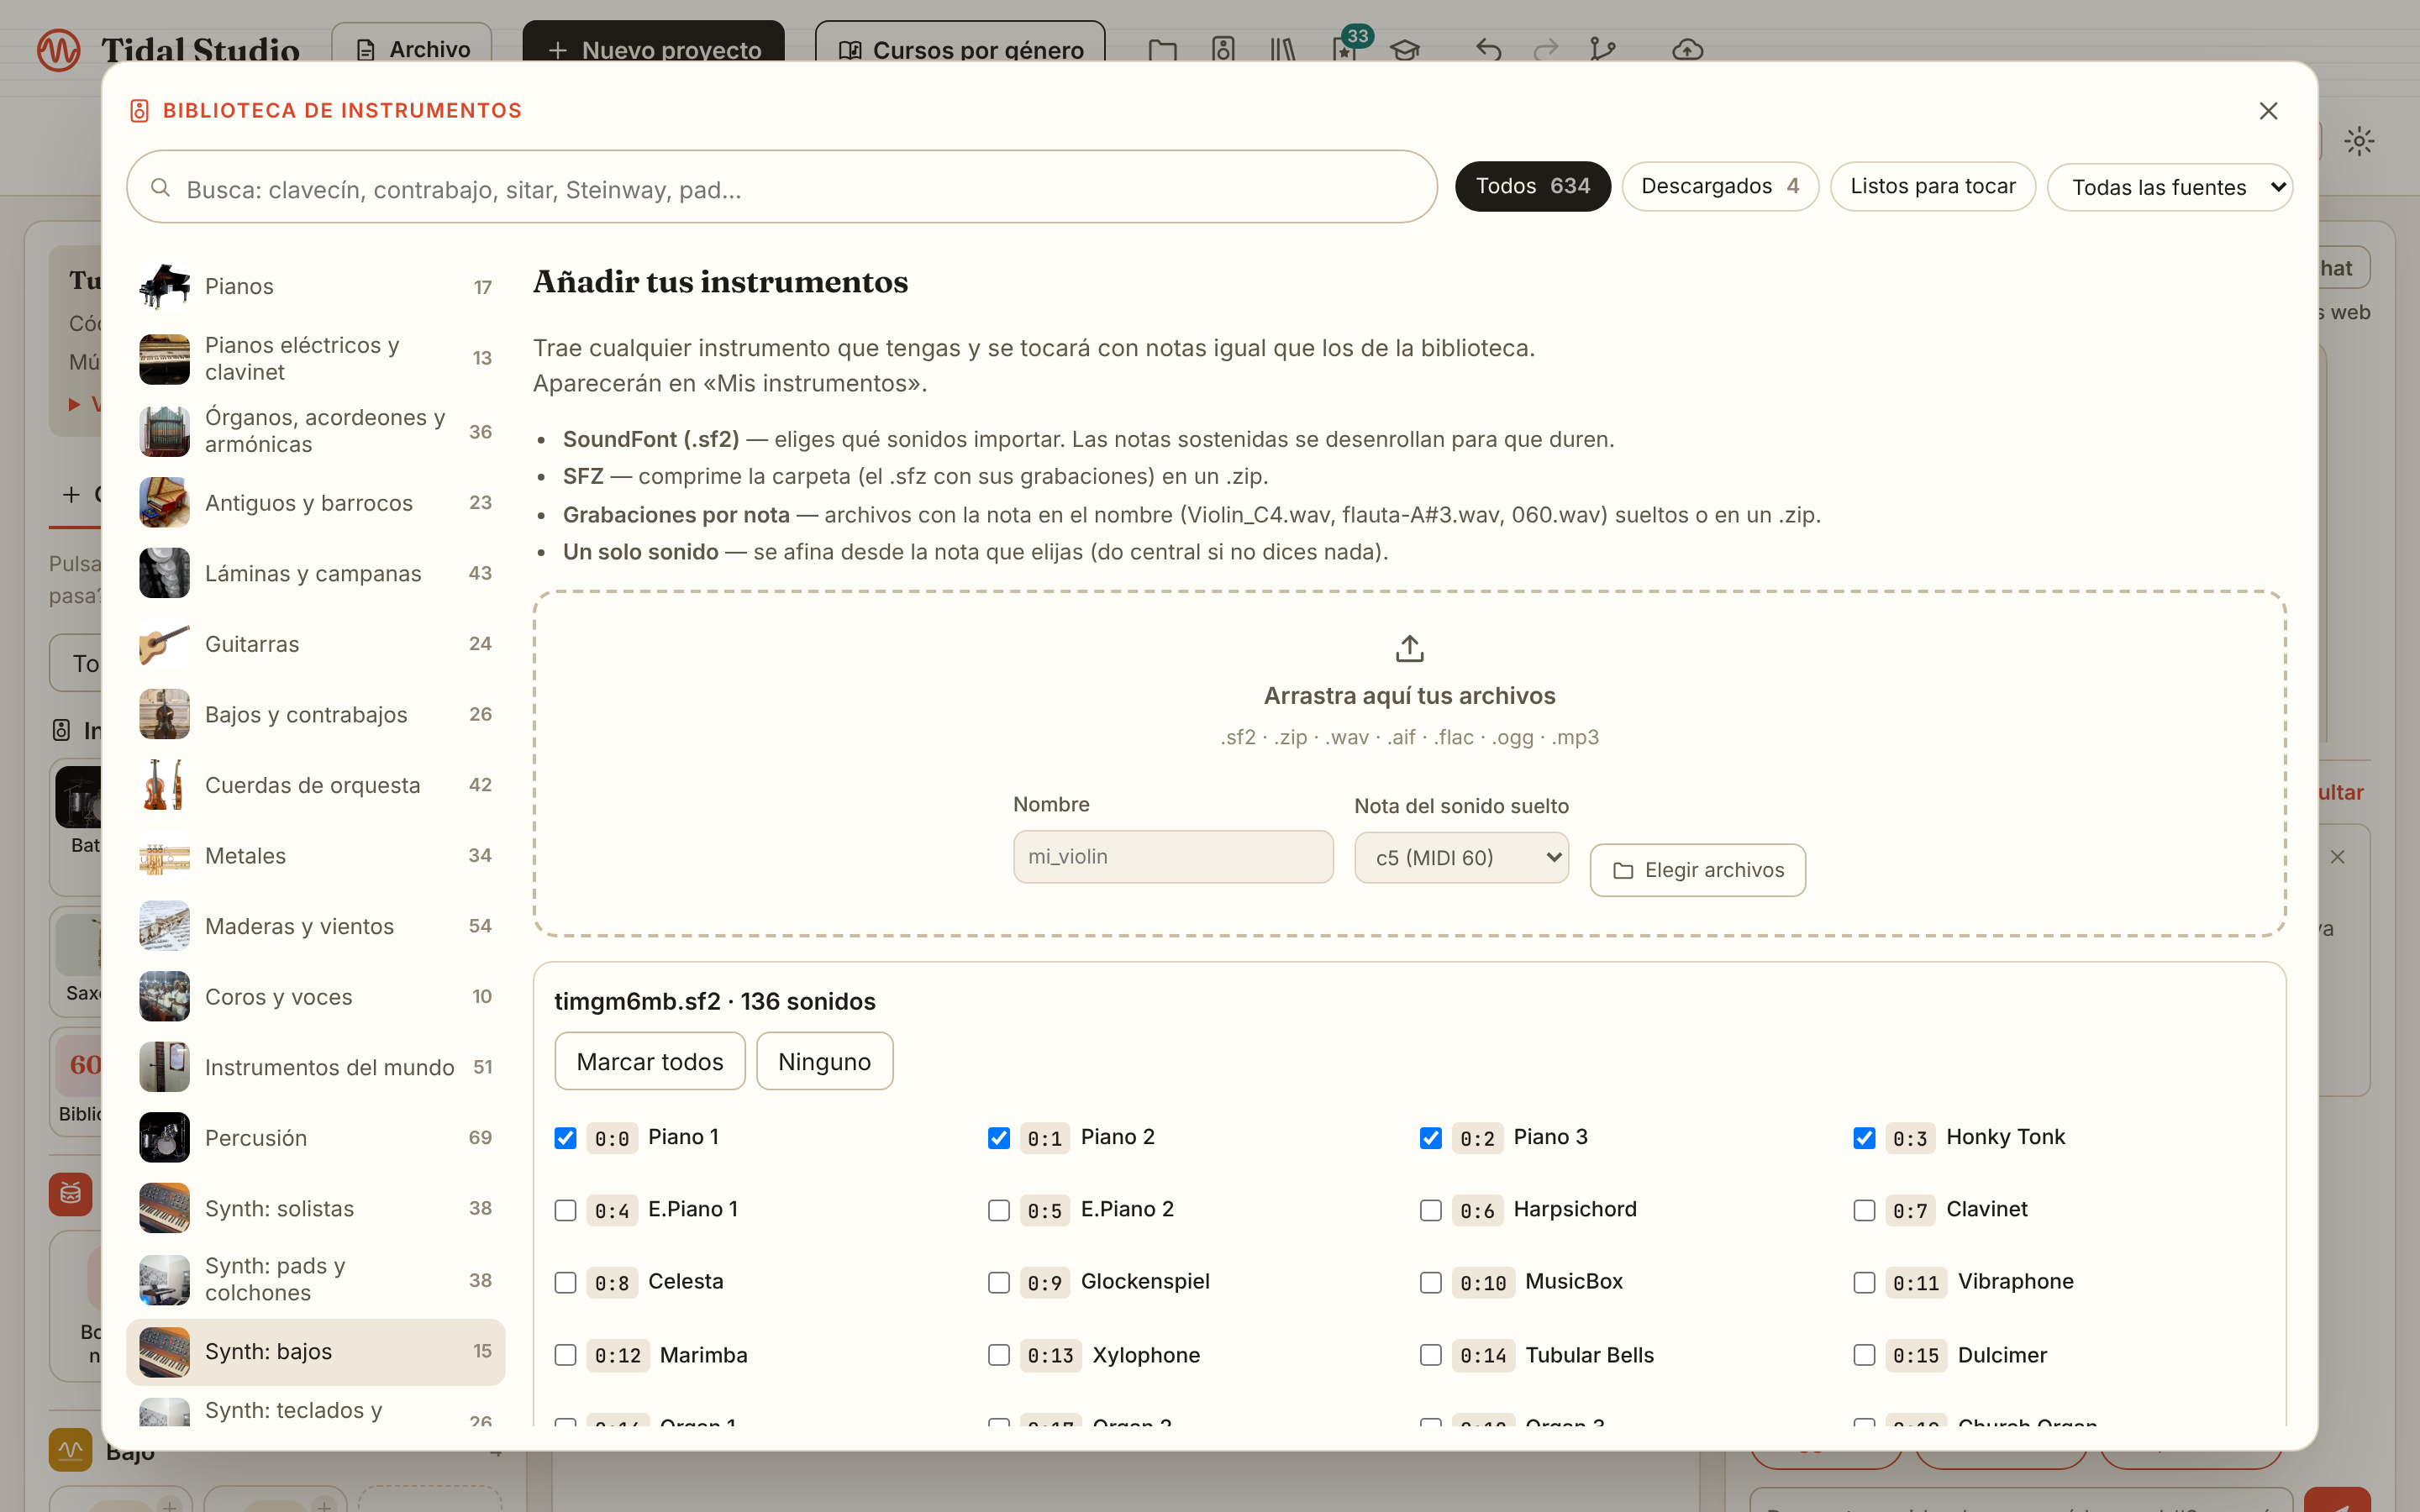 Tidal Studio
Archivo
+ Nuevo proyecto
Cursos por género
33
BIBLIOTECA DE INSTRUMENTOS
Busca: clavecín, contrabajo, sitar, Steinway, pad...
Todos 634
Descargados 4
Listos para tocar
Todas las fuentes
Pianos 17
Pianos eléctricos y
clavinet 13
Órganos, acordeones y
armónicas 36
Antiguos y barrocos 23
Láminas y campanas 43
Guitarras 24
Bajos y contrabajos 26
Cuerdas de orquesta 42
Metales 34
Maderas y vientos 54
Coros y voces 10
Instrumentos del mundo 51
Percusión 69
Synth: solistas 38
Synth: pads y
colchones 38
Synth: bajos 15
Synth: teclados y
26
Añadir tus instrumentos
Trae cualquier instrumento que tengas y se tocará con notas igual que los de la biblioteca.
Aparecerán en «Mis instrumentos».
• SoundFont (.sf2) — eliges qué sonidos importar. Las notas sostenidas se desenrollan para que duren.
• SFZ — comprime la carpeta (el .sfz con sus grabaciones) en un .zip.
• Grabaciones por nota — archivos con la nota en el nombre (Violin_C4.wav, flauta-A#3.wav, 060.wav) sueltos o en un .zip.
• Un solo sonido — se afina desde la nota que elijas (do central si no dices nada).
Arrastra aquí tus archivos
.sf2 · .zip · .wav · .aif · .flac · .ogg · .mp3
Nombre
mi_violin
Nota del sonido suelto
c5 (MIDI 60)
Elegir archivos
timgm6mb.sf2 · 136 sonidos
Marcar todos
Ninguno
0:0 Piano 1
0:1 Piano 2
0:2 Piano 3
0:3 Honky Tonk
0:4 E.Piano 1
0:5 E.Piano 2
0:6 Harpsichord
0:7 Clavinet
0:8 Celesta
0:9 Glockenspiel
0:10 MusicBox
0:11 Vibraphone
0:12 Marimba
0:13 Xylophone
0:14 Tubular Bells
0:15 Dulcimer
Organ 1
Organ 2
Organ 3
Church Organ
Pulsa
pasa?
60
web
Bajo